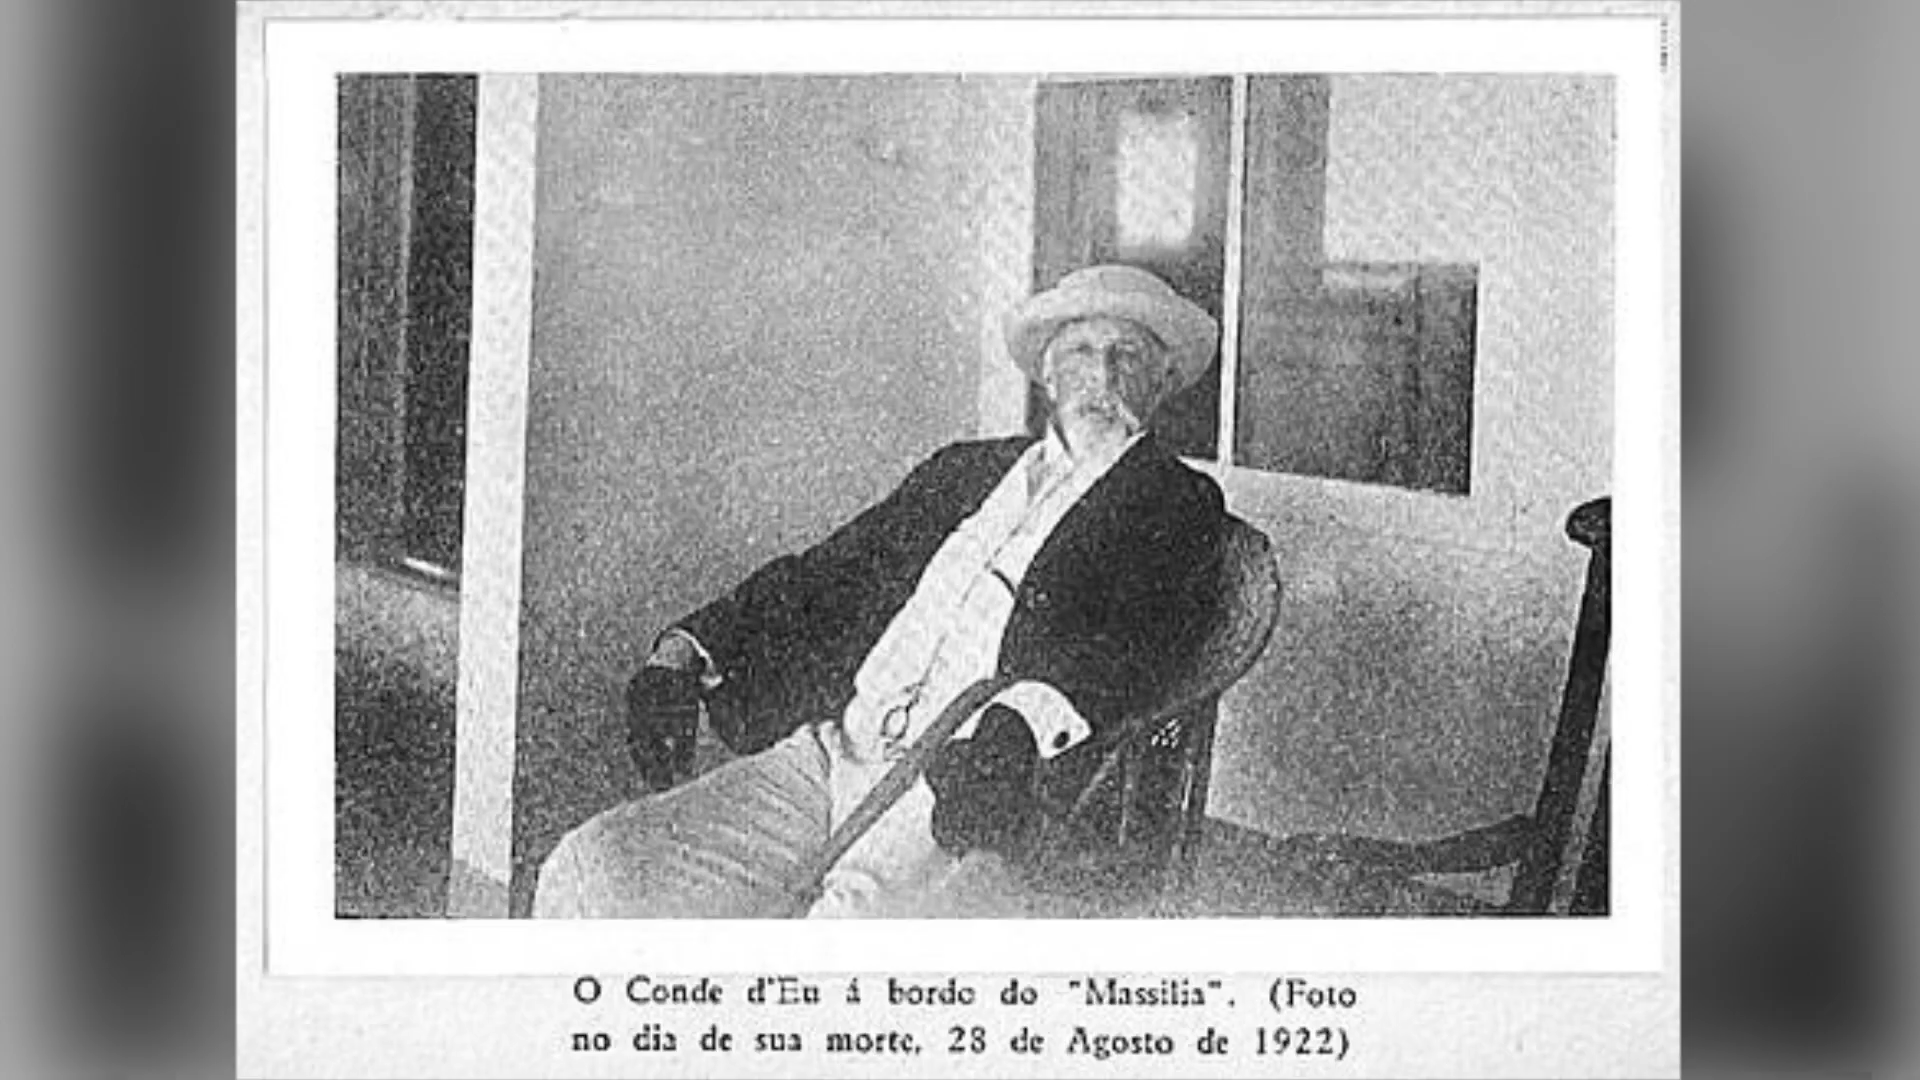 O Conde d'Eu á bordo do "Massilia". (Foto
no dia de sua morte, 28 de Agosto de 1922)